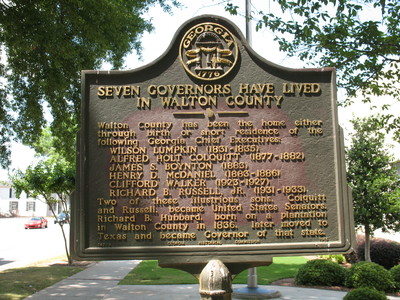 GEORGIA
1776
SEVEN GOVERNORS HAVE LIVED
IN WALTON COUNTY
Walton County has been the home either
through birth or short residence of the
following Georgia Chief Executives:
WILSON LUMPKIN (1831-1835)
ALFRED HOLT COLQUITT (1877-1882)
JAMES S. BOYNTON (1883)
HENRY D. McDANIEL (1883-1886)
CLIFFORD WALKER (1923-1927)
RICHARD B. RUSSELL, JR. (1931-1933).
Two of these illustrious sons, Colquitt
and Russell, became United States Senators.
Richard B. Hubbard, born on a plantation
in Walton County in 1836, later moved to
Texas and became Governor of that state.